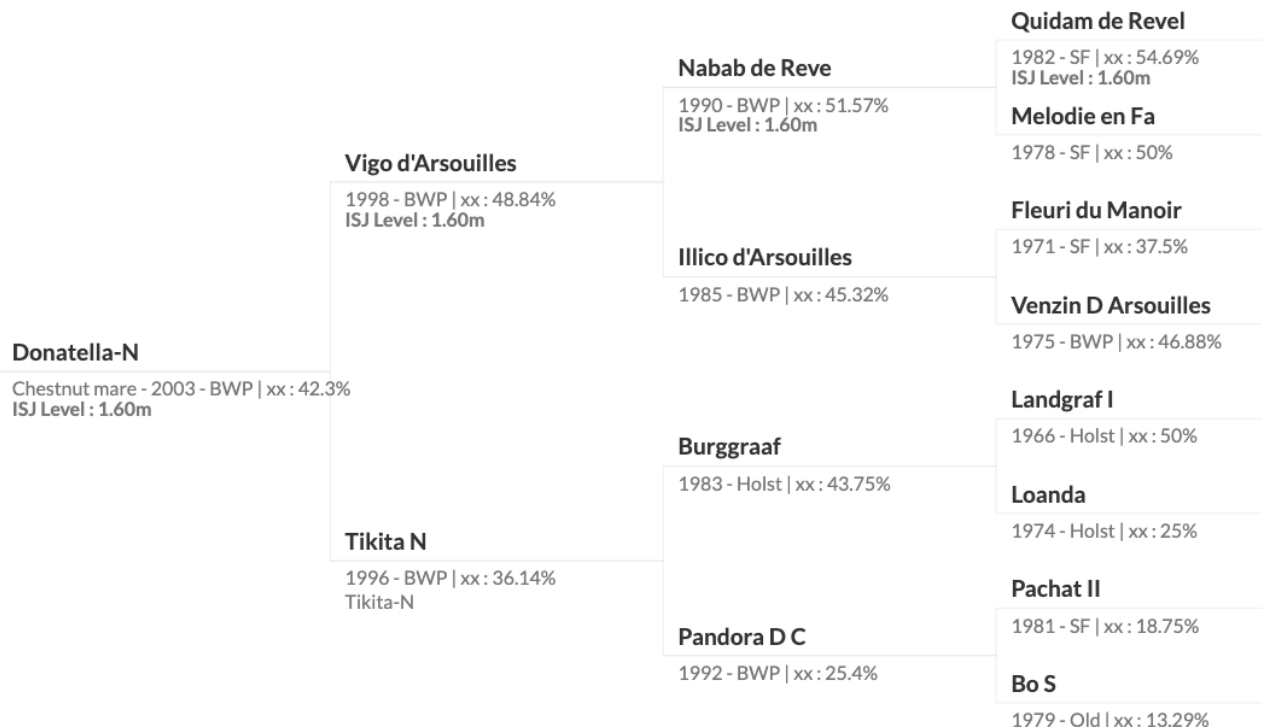 Donatella-N
Chestnut mare - 2003 - BWP | xx : 42.3%
ISJ Level : 1.60m
Vigo d'Arsouilles
1998 - BWP | xx : 48.84%
ISJ Level : 1.60m
Tikita N
1996 - BWP | xx : 36.14%
Tikita-N
Nabab de Reve
1990 - BWP | xx : 51.57%
ISJ Level : 1.60m
Illico d'Arsouilles
1985 - BWP | xx : 45.32%
Burggraaf
1983 - Holst | xx : 43.75%
Pandora D C
1992 - BWP | xx : 25.4%
Quidam de Revel
1982 - SF | xx : 54.69%
ISJ Level : 1.60m
Melodie en Fa
1978 - SF | xx : 50%
Fleuri du Manoir
1971 - SF | xx : 37.5%
Venzin D Arsouilles
1975 - BWP | xx : 46.88%
Landgraf I
1966 - Holst | xx : 50%
Loanda
1974 - Holst | xx : 25%
Pachat II
1981 - SF | xx : 18.75%
Bo S
1979 - Old | xx : 13.29%